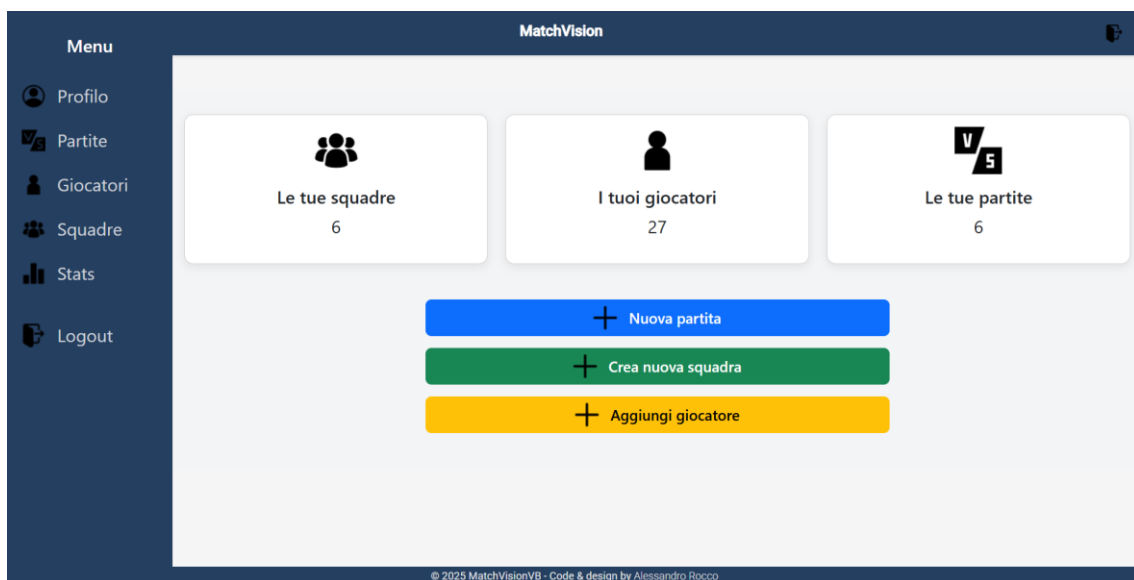 MatchVision
Menu
Profilo
Partite
Giocatori
Squadre
Stats
Logout
Le tue squadre
6
I tuoi giocatori
27
VS
Le tue partite
6
Nuova partita
Crea nuova squadra
Aggiungi giocatore
© 2025 MatchVisionVB - Code & design by Alessandro Rocco